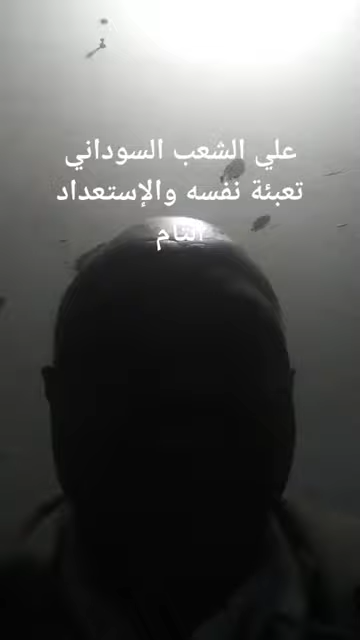 علي الشعب السوداني
تعبئة نفسه والإستعداد
التام